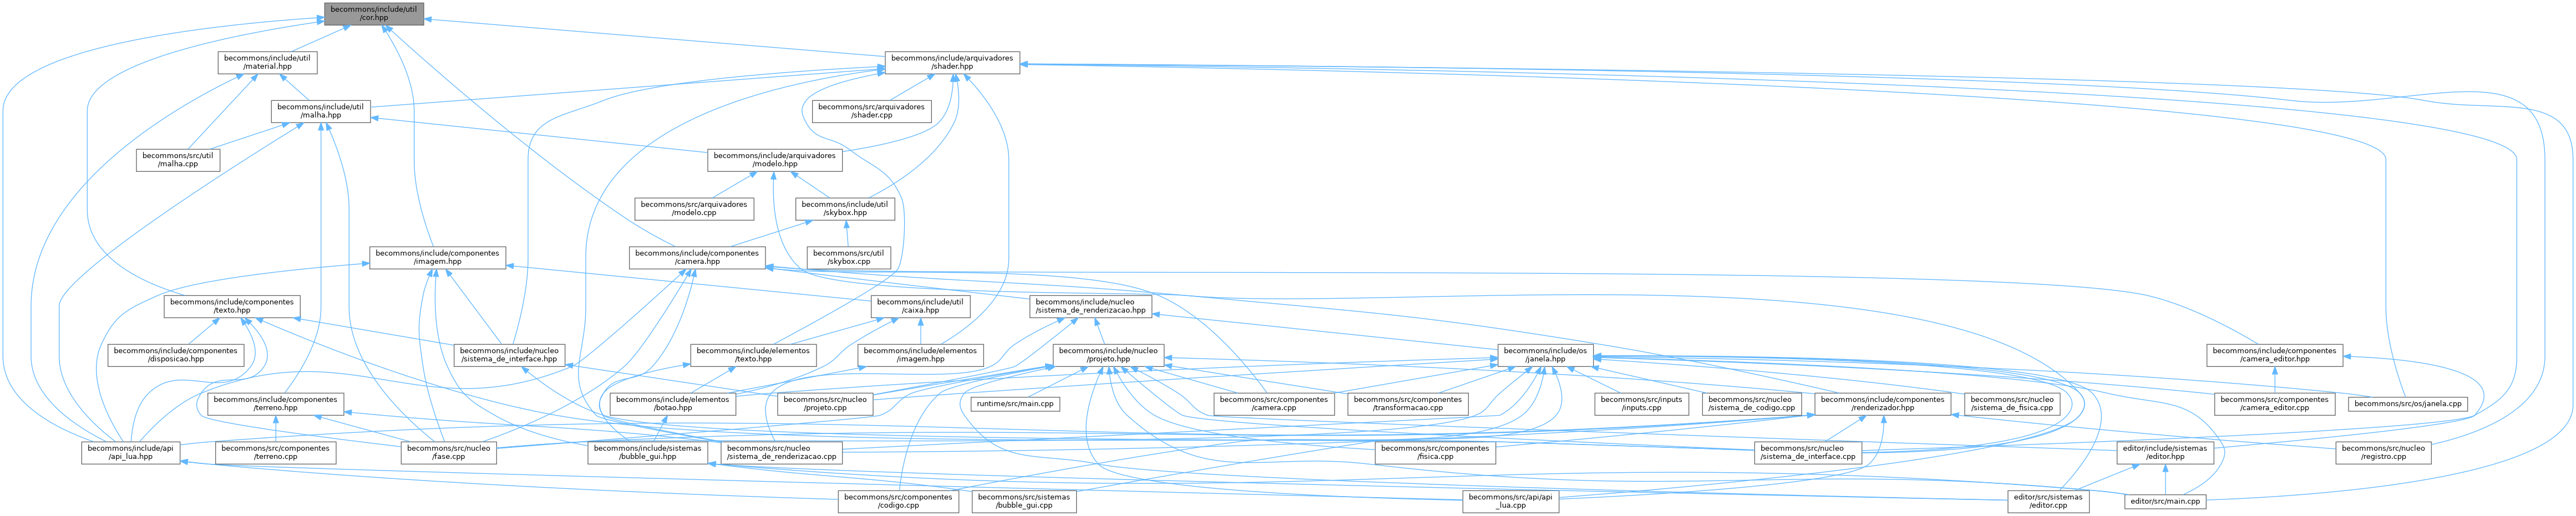 becommons/include/util
/cor.hpp
becommons/include/util
/material.hpp
becommons/include/arquivadores
/shader.hpp
becommons/include/util
/malha.hpp
becommons/src/arquivadores
/shader.cpp
becommons/src/util
/malha.cpp
becommons/include/arquivadores
/modelo.hpp
becommons/src/arquivadores
/modelo.cpp
becommons/include/util
/skybox.hpp
becommons/include/componentes
/imagem.hpp
becommons/include/componentes
/camera.hpp
becommons/src/util
/skybox.cpp
becommons/include/componentes
/texto.hpp
becommons/include/util
/caixa.hpp
becommons/include/nucleo
/sistema_de_renderizacao.hpp
becommons/include/componentes
/disposicao.hpp
becommons/include/nucleo
/sistema_de_interface.hpp
becommons/include/elementos
/texto.hpp
becommons/include/elementos
/imagem.hpp
becommons/include/nucleo
/projeto.hpp
becommons/include/os
/janela.hpp
becommons/include/componentes
/camera_editor.hpp
becommons/include/componentes
/terreno.hpp
becommons/include/elementos
/botao.hpp
becommons/src/nucleo
/projeto.cpp
runtime/src/main.cpp
becommons/src/componentes
/camera.cpp
becommons/src/componentes
/transformacao.cpp
becommons/src/inputs
/inputs.cpp
becommons/src/nucleo
/sistema_de_codigo.cpp
becommons/include/componentes
/renderizador.hpp
becommons/src/nucleo
/sistema_de_fisica.cpp
becommons/src/componentes
/camera_editor.cpp
becommons/src/os/janela.cpp
becommons/include/api
/api_lua.hpp
becommons/src/componentes
/terreno.cpp
becommons/src/nucleo
/fase.cpp
becommons/include/sistemas
/bubble_gui.hpp
becommons/src/nucleo
/sistema_de_renderizacao.cpp
becommons/src/componentes
/fisica.cpp
becommons/src/nucleo
/sistema_de_interface.cpp
editor/include/sistemas
/editor.hpp
becommons/src/nucleo
/registro.cpp
becommons/src/componentes
/codigo.cpp
becommons/src/sistemas
/bubble_gui.cpp
becommons/src/api/api
_lua.cpp
editor/src/sistemas
/editor.cpp
editor/src/main.cpp